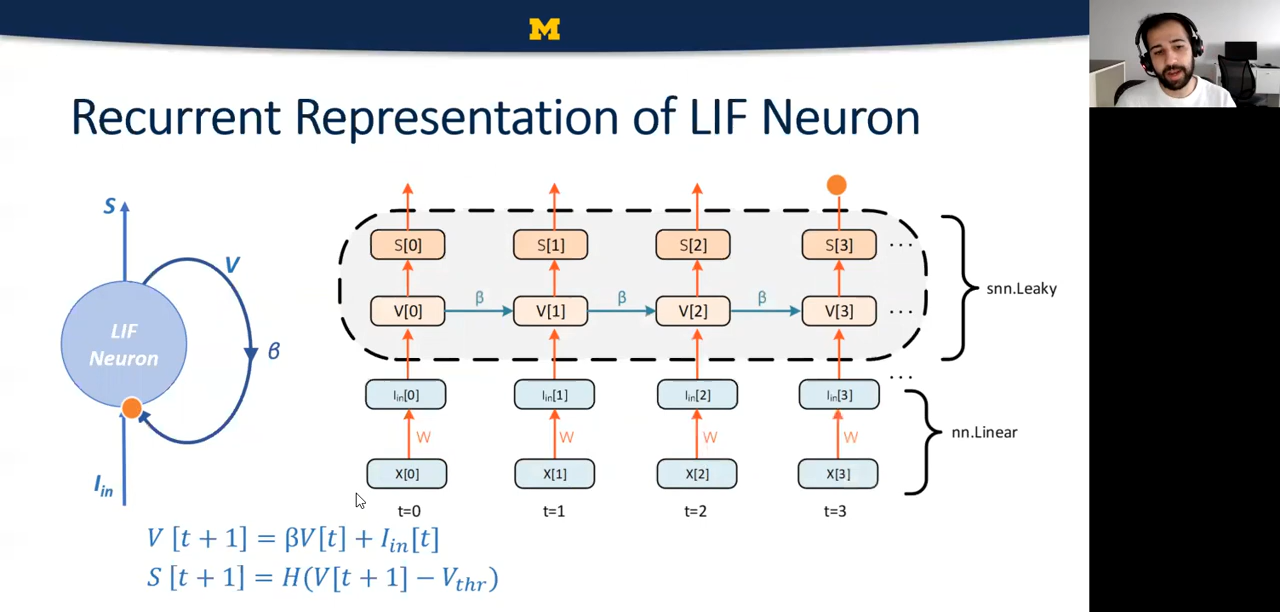 M
Recurrent Representation of LIF Neuron
S
V
LIF
Neuron
β
I_in
S[0] S[1] S[2] S[3] ...
β β β
V[0] V[1] V[2] V[3] ...
snn.Leaky
...
I_in[0] I_in[1] I_in[2] I_in[3]
W W W W
nn.Linear
X[0] X[1] X[2] X[3]
t=0 t=1 t=2 t=3
V [t + 1] = βV[t] + I_in[t]
S [t + 1] = H(V[t + 1] − V_thr)